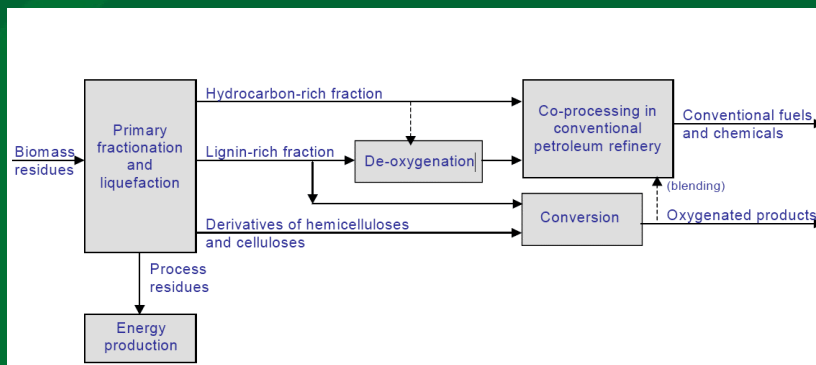 Hydrocarbon-rich fraction
Primary
fractionation
and
liquefaction
Co-processing in
conventional
petroleum refinery
Conventional fuels
and chemicals
Biomass
residues
Lignin-rich fraction
De-oxygenation
(blending)
Derivatives of hemicelluloses
and celluloses
Conversion
Oxygenated products
Process
residues
Energy
production